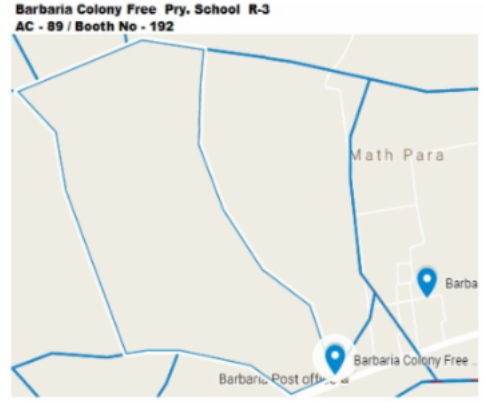 Barbaria Colony Free Pry. School R-3
AC - 89 / Booth No - 192
Math Para
Barba
Barbaria Colony Free ...
Barbaria Post office